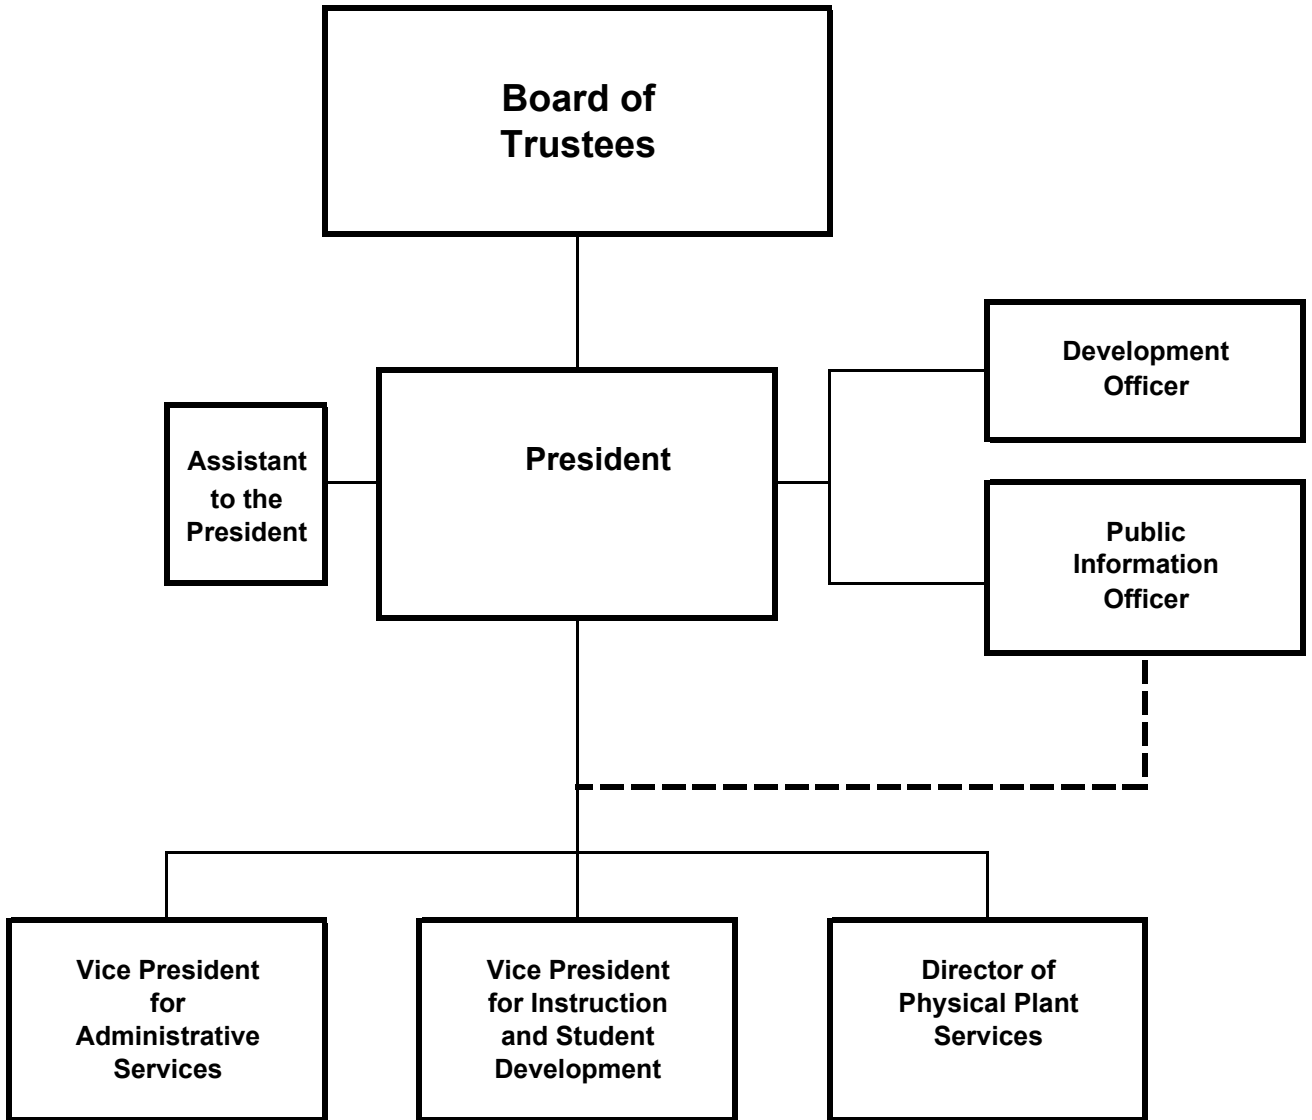 Board of
Trustees
Development
Officer
Assistant
to the
President
President
Public
Information
Officer
Vice President
for
Administrative
Services
Vice President
for Instruction
and Student
Development
Director of
Physical Plant
Services